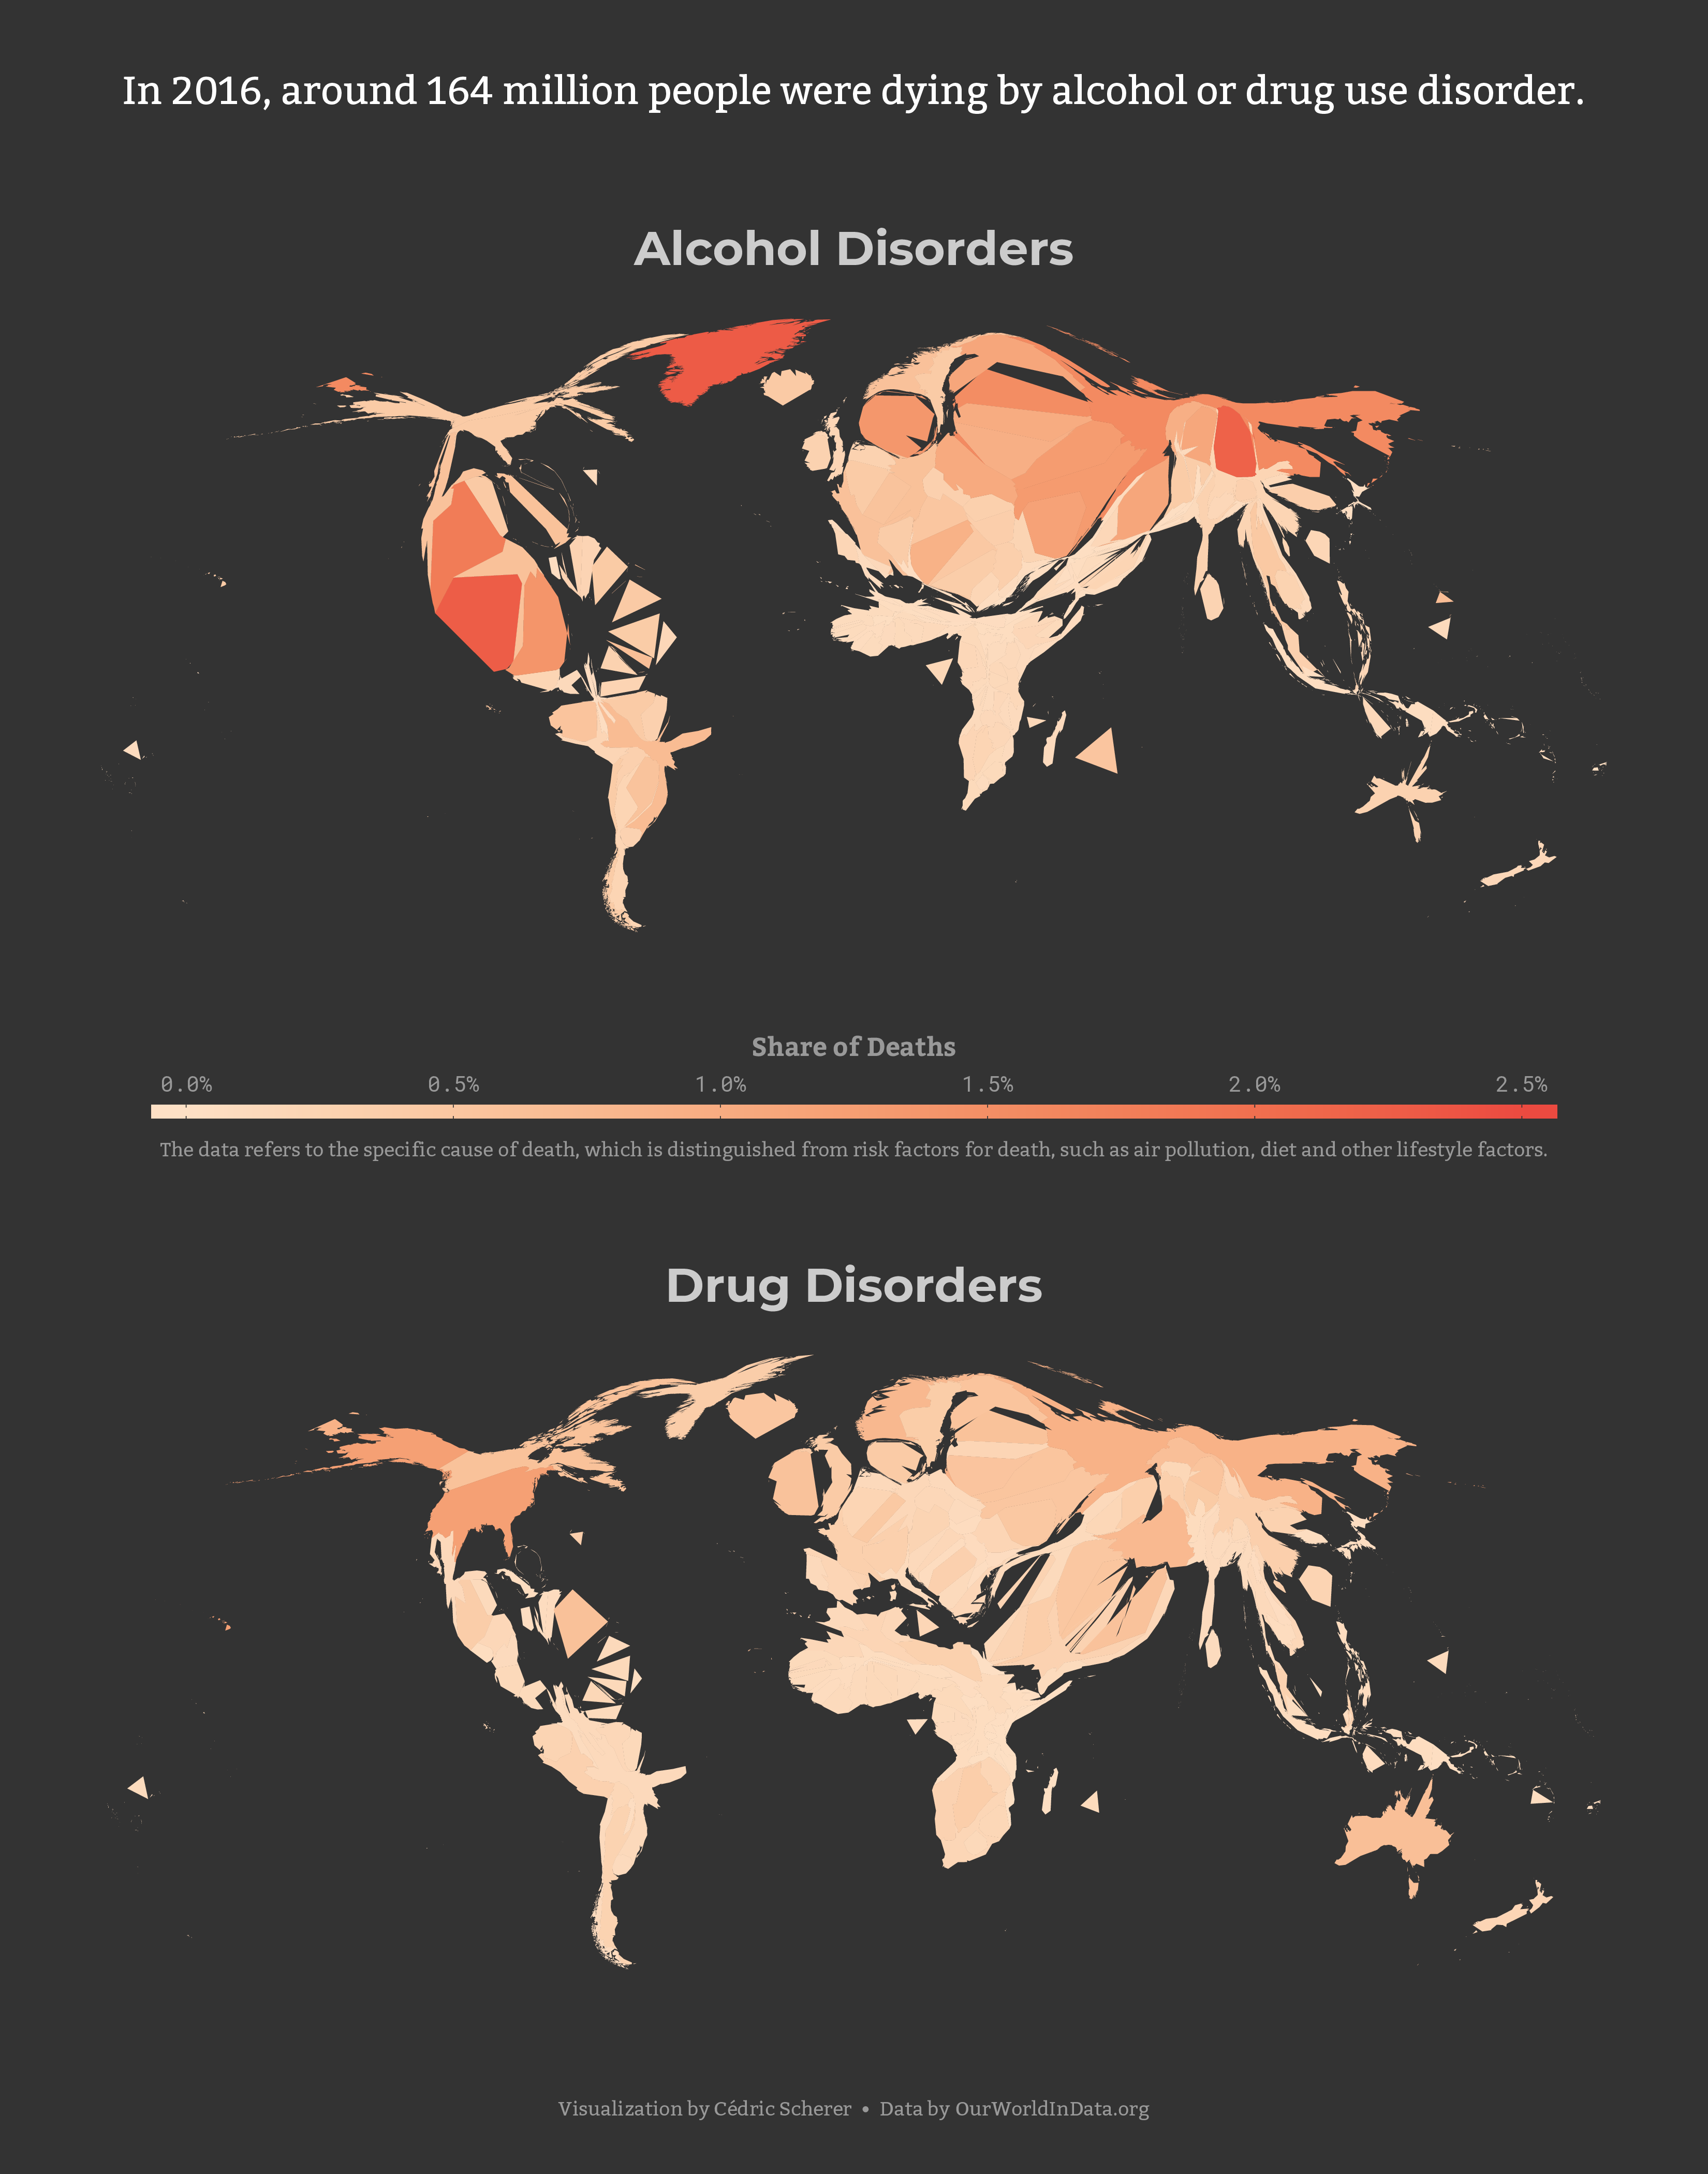 In 2016, around 164 million people were dying by alcohol or drug use disorder.
Alcohol Disorders
Share of Deaths
0.0% 0.5% 1.0% 1.5% 2.0% 2.5%
The data refers to the specific cause of death, which is distinguished from risk factors for death, such as air pollution, diet and other lifestyle factors.
Drug Disorders
Visualization by Cédric Scherer • Data by OurWorldInData.org